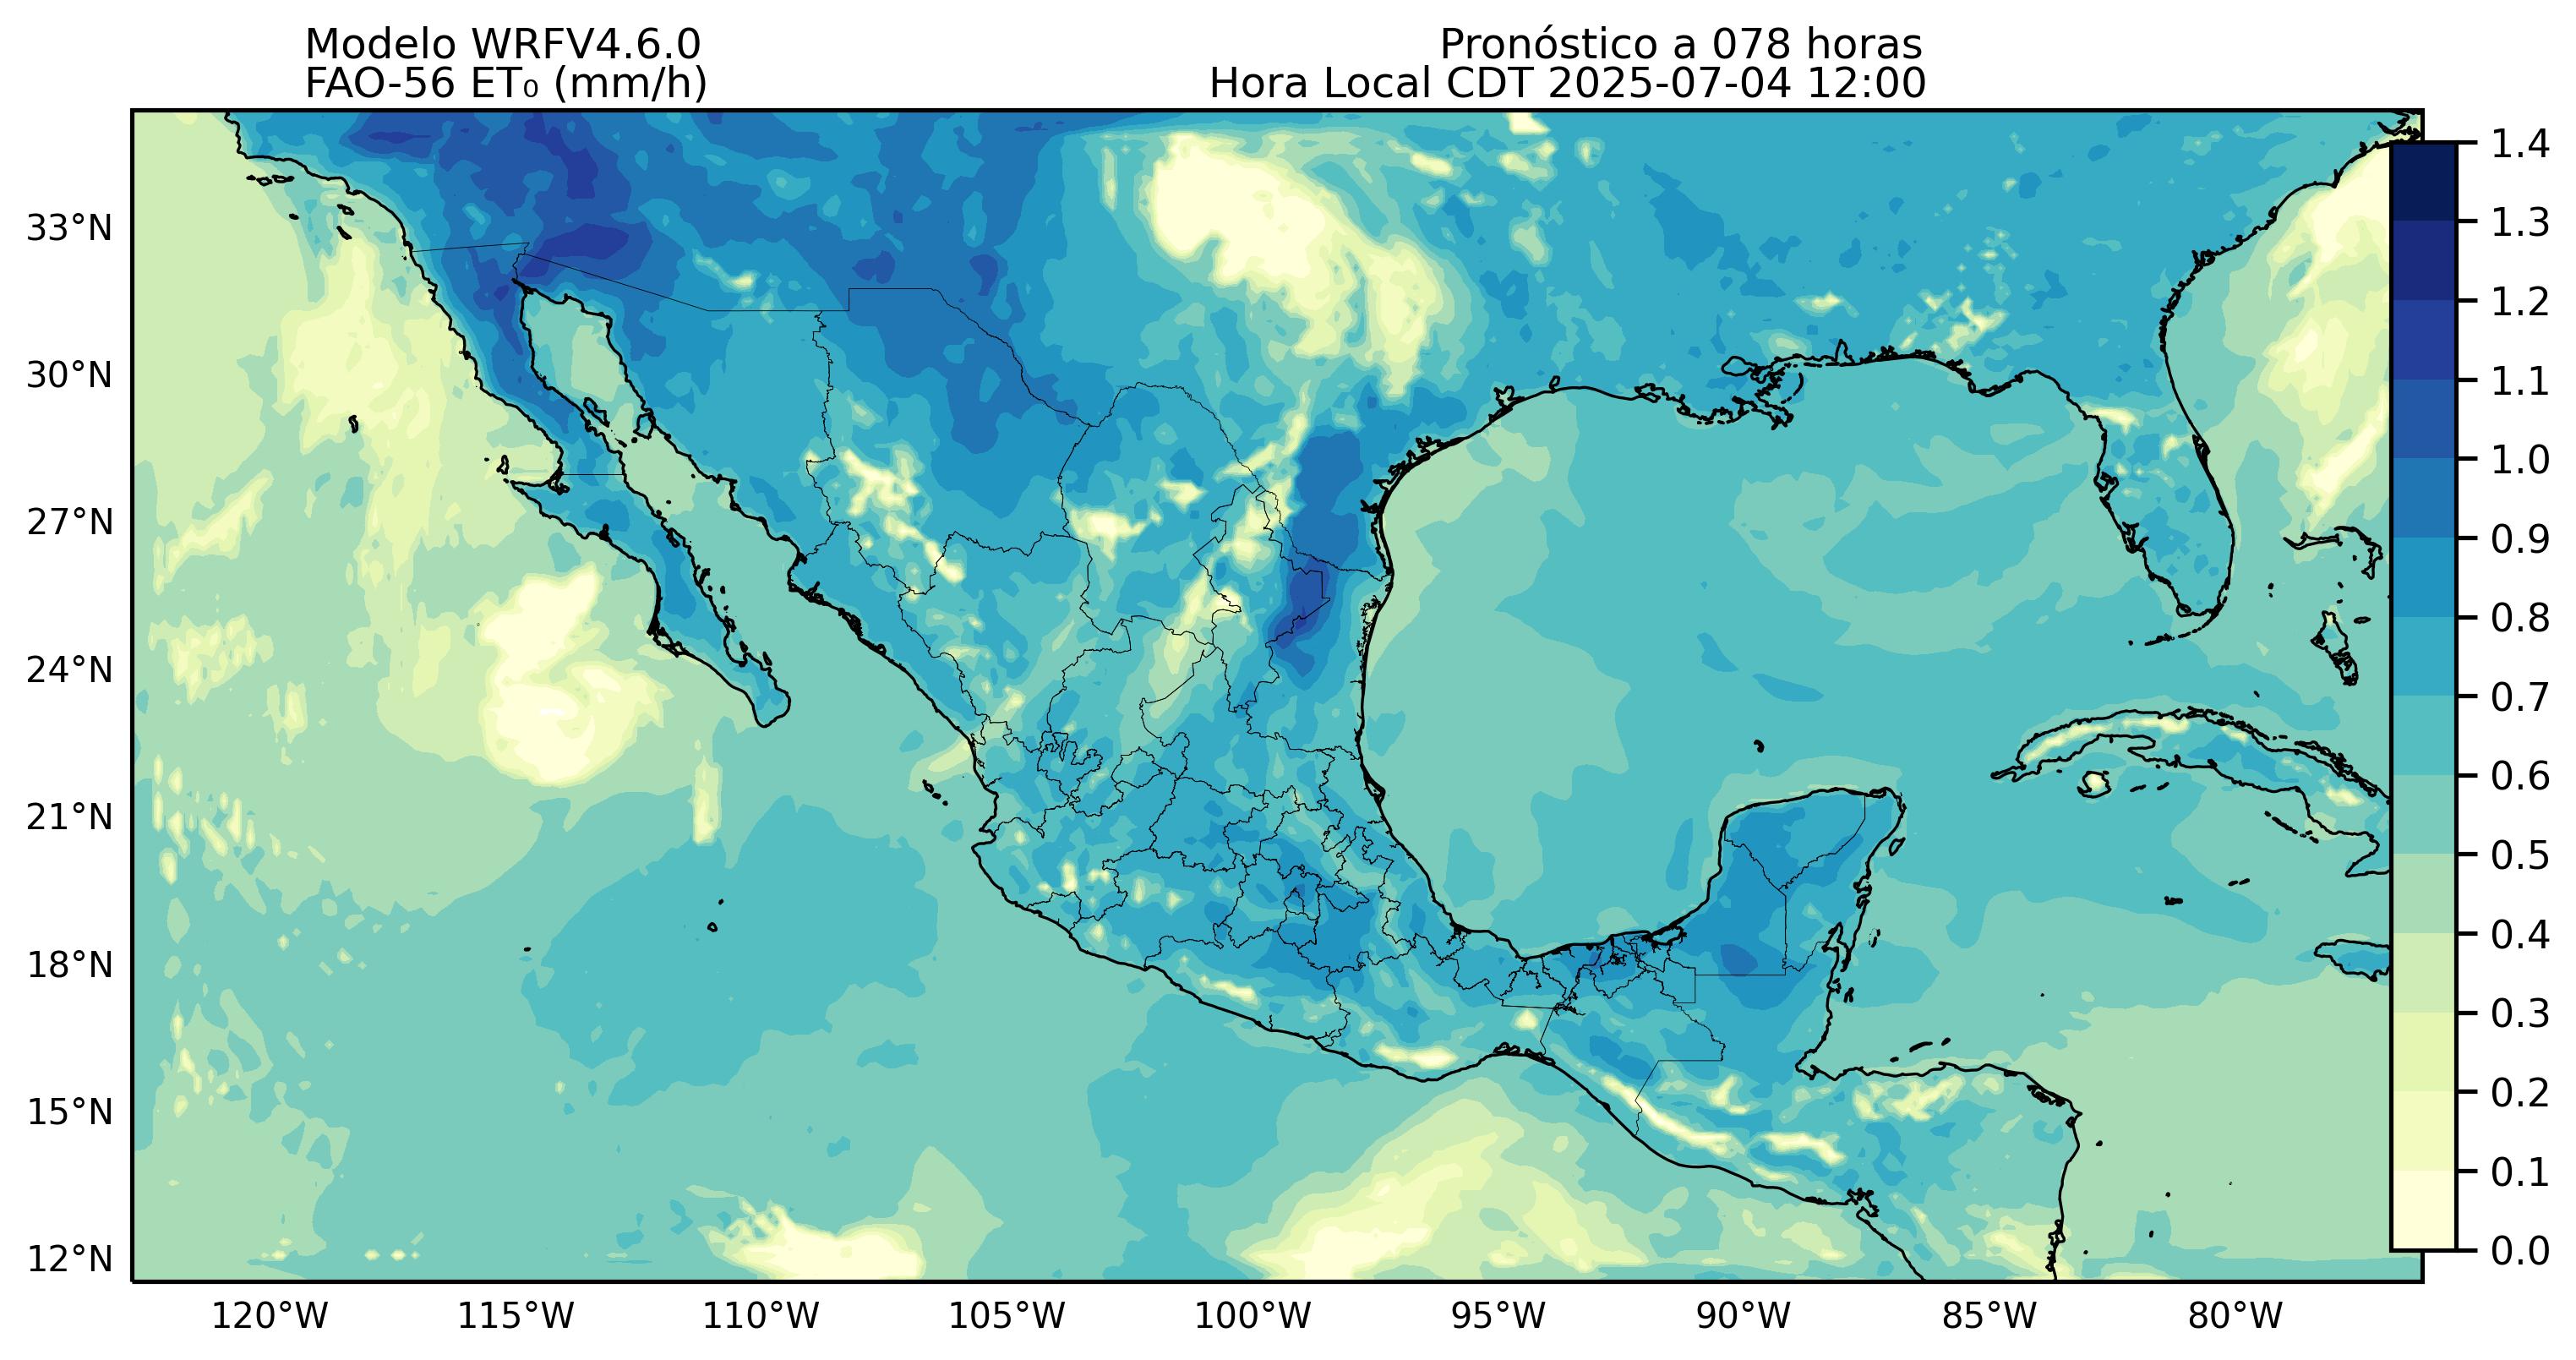 Modelo WRFV4.6.0
FAO-56 ET₀ (mm/h)
Pronóstico a 078 horas
Hora Local CDT 2025-07-04 12:00
33°N
30°N
27°N
24°N
21°N
18°N
15°N
12°N
120°W
115°W
110°W
105°W
100°W
95°W
90°W
85°W
80°W
1.4
1.3
1.2
1.1
1.0
0.9
0.8
0.7
0.6
0.5
0.4
0.3
0.2
0.1
0.0